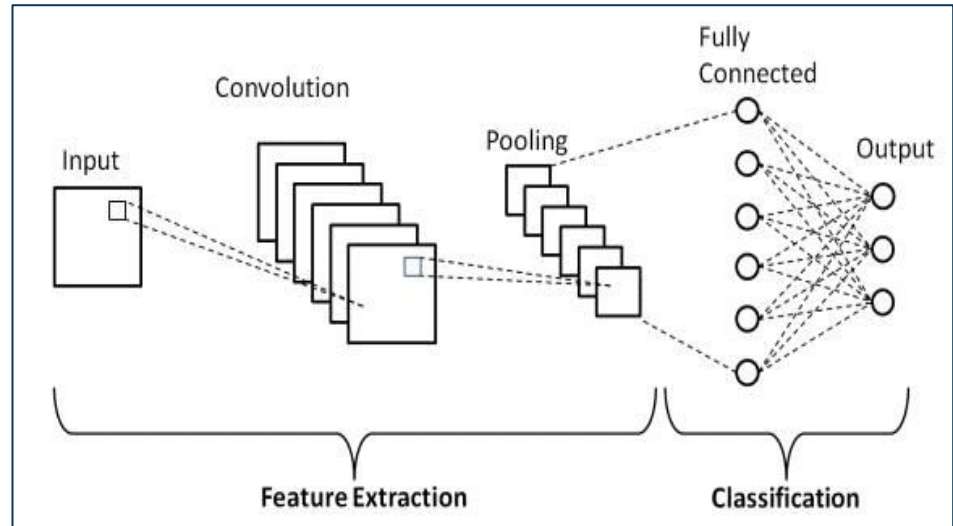 Fully
Connected
Convolution
Pooling
Input
Output
Feature Extraction
Classification